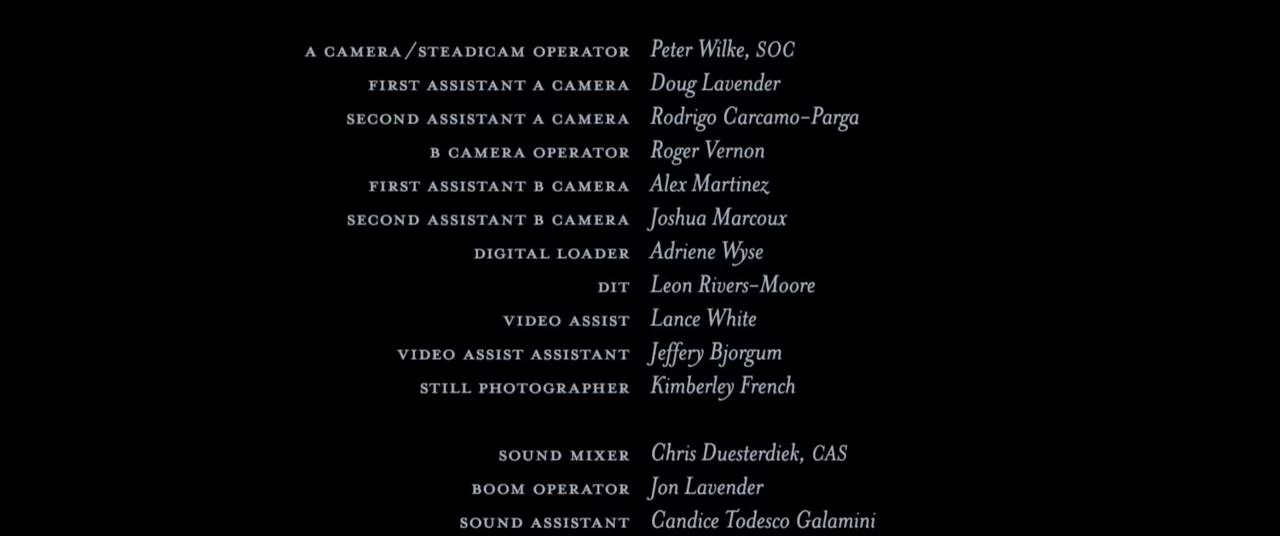 A CAMERA/STEADICAM OPERATOR Peter Wilke, SOC
FIRST ASSISTANT A CAMERA Doug Lavender
SECOND ASSISTANT A CAMERA Rodrigo Carcamo-Parga
B CAMERA OPERATOR Roger Vernon
FIRST ASSISTANT B CAMERA Alex Martinez
SECOND ASSISTANT B CAMERA Joshua Marcoux
DIGITAL LOADER Adriene Wyse
DIT Leon Rivers-Moore
VIDEO ASSIST Lance White
VIDEO ASSIST ASSISTANT Jeffery Bjorgum
STILL PHOTOGRAPHER Kimberley French
SOUND MIXER Chris Duesterdiek, CAS
BOOM OPERATOR Jon Lavender
SOUND ASSISTANT Candice Todesco Galamini